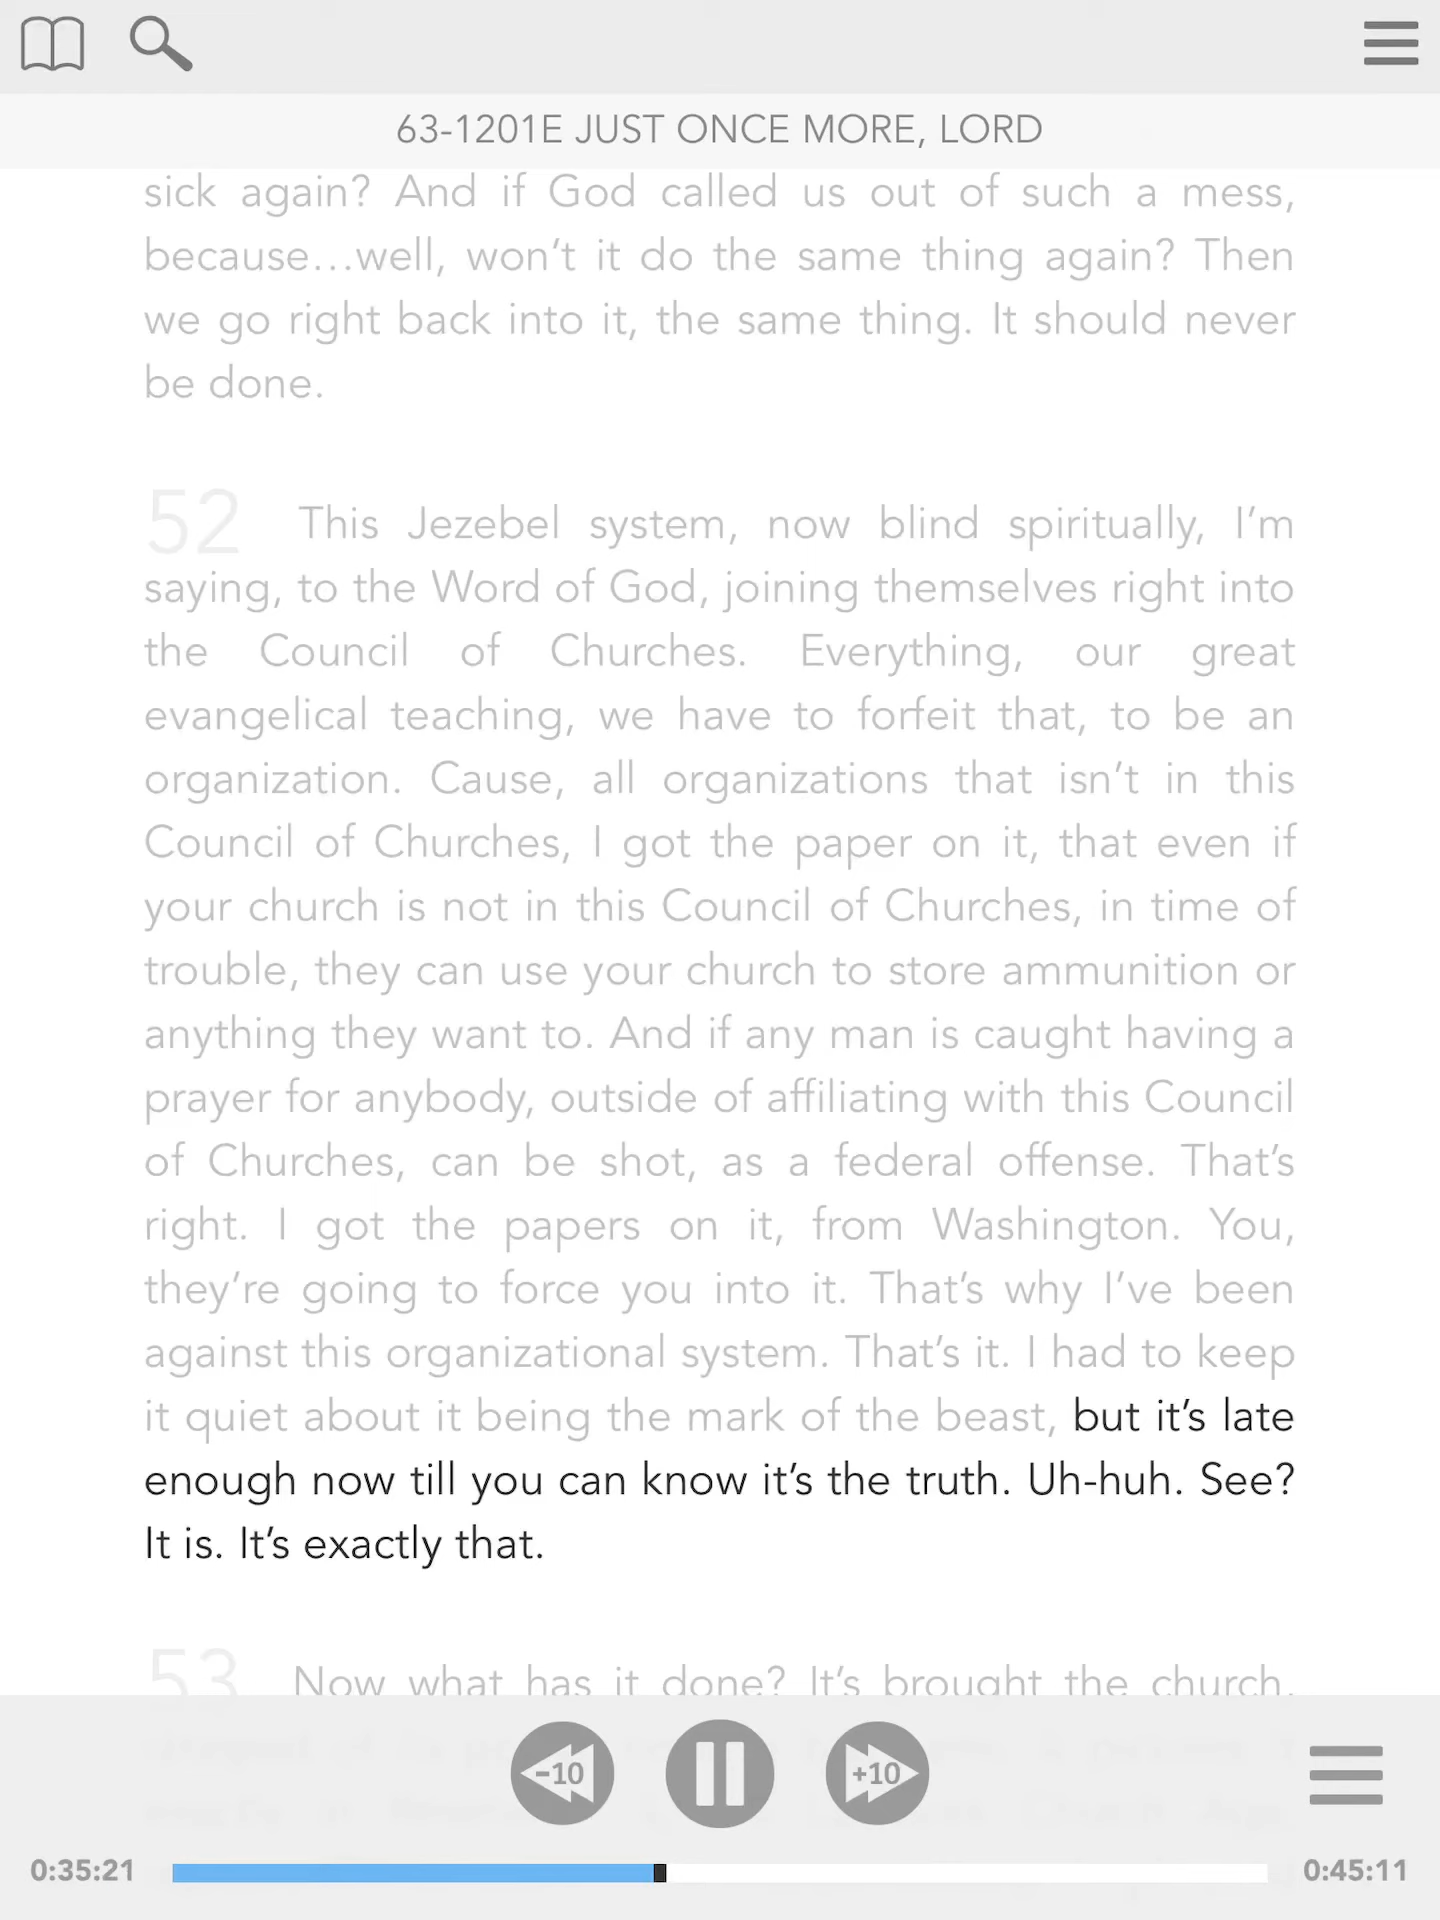 63-1201E JUST ONCE MORE, LORD
sick again? And if God called us out of such a mess,
because…well, won’t it do the same thing again? Then
we go right back into it, the same thing. It should never
be done.
52 This Jezebel system, now blind spiritually, I’m
saying, to the Word of God, joining themselves right into
the Council of Churches. Everything, our great
evangelical teaching, we have to forfeit that, to be an
organization. Cause, all organizations that isn’t in this
Council of Churches, I got the paper on it, that even if
your church is not in this Council of Churches, in time of
trouble, they can use your church to store ammunition or
anything they want to. And if any man is caught having a
prayer for anybody, outside of affiliating with this Council
of Churches, can be shot, as a federal offense. That’s
right. I got the papers on it, from Washington. You,
they’re going to force you into it. That’s why I’ve been
against this organizational system. That’s it. I had to keep
it quiet about it being the mark of the beast, but it’s late
enough now till you can know it’s the truth. Uh-huh. See?
It is. It’s exactly that.
53 Now what has it done? It’s brought the church,
-10 +10
0:35:21 0:45:11